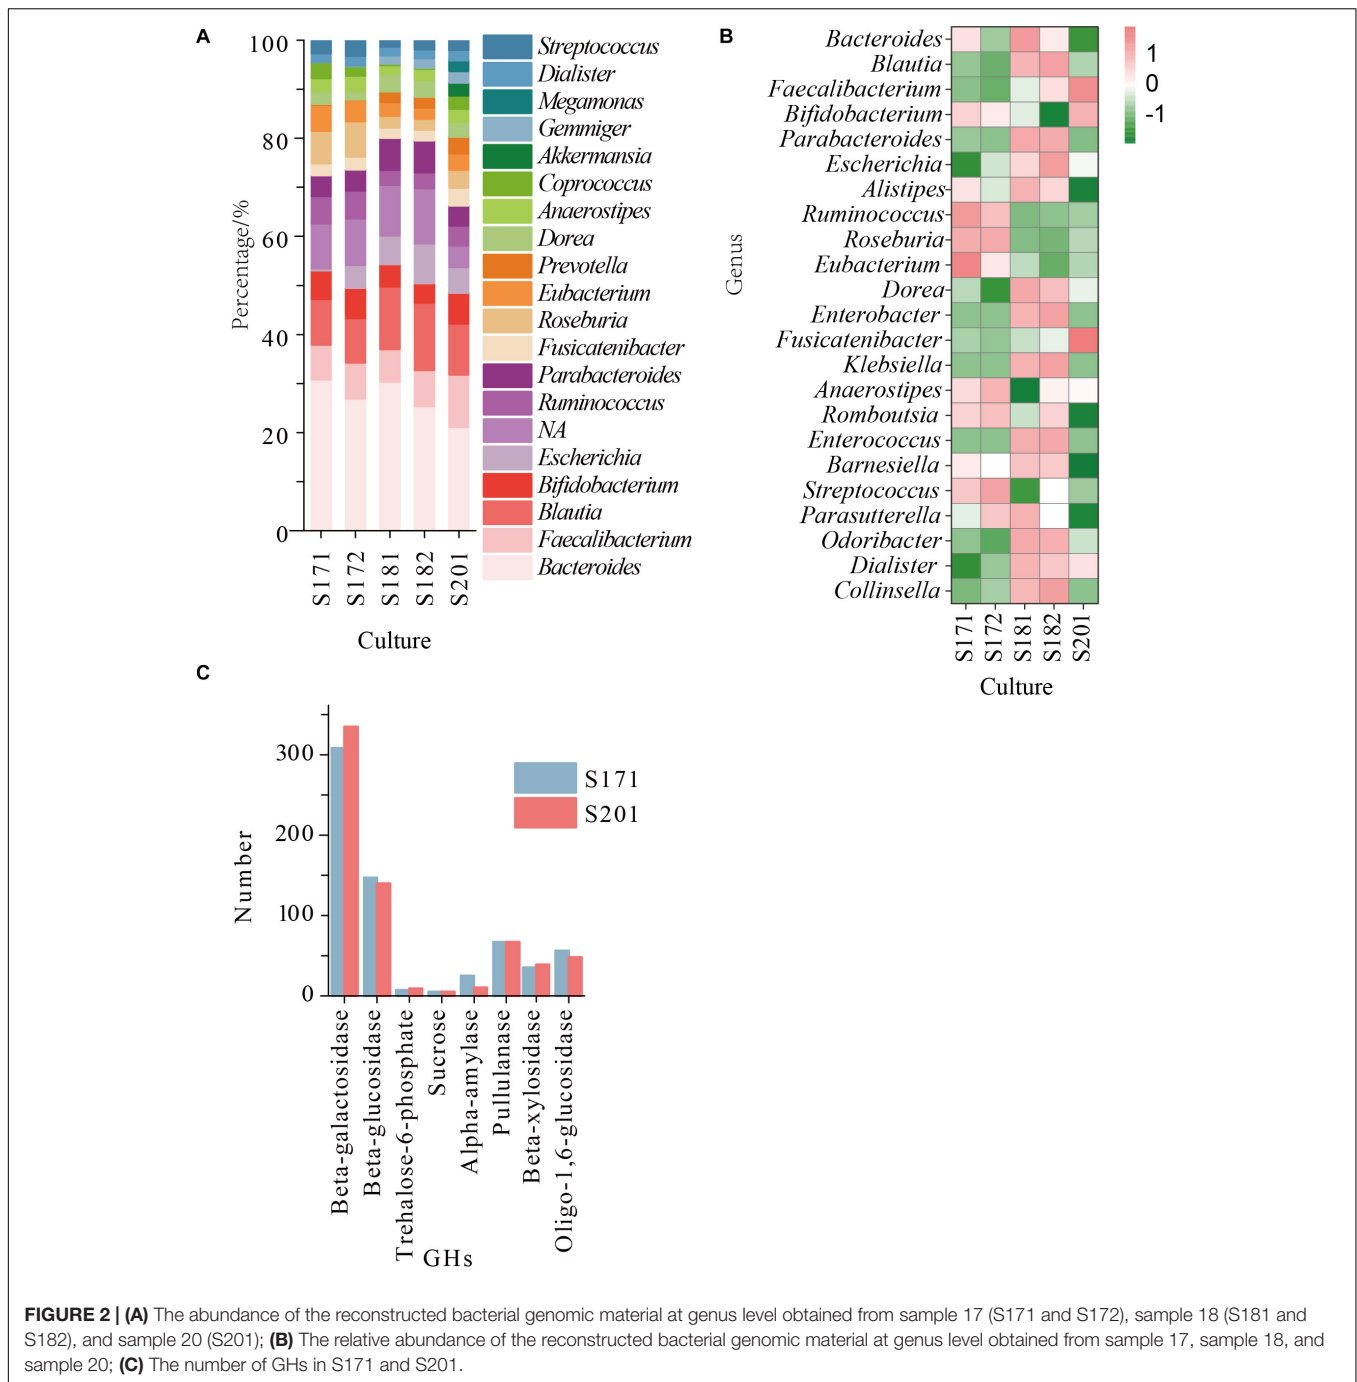 A
100
80
60
40
20
0
Percentage/%
S171
S172
S181
S182
S201
Culture
Streptococcus
Dialister
Megamonas
Gemmiger
Akkermansia
Coprococcus
Anaerostipes
Dorea
Prevotella
Eubacterium
Roseburia
Fusicatenibacter
Parabacteroides
Ruminococcus
NA
Escherichia
Bifidobacterium
Blautia
Faecalibacterium
Bacteroides
B
Genus
Bacteroides
Blautia
Faecalibacterium
Bifidobacterium
Parabacteroides
Escherichia
Alistipes
Ruminococcus
Roseburia
Eubacterium
Dorea
Enterobacter
Fusicatenibacter
Klebsiella
Anaerostipes
Romboutsia
Enterococcus
Barnesiella
Streptococcus
Parasutterella
Odoribacter
Dialister
Collinsella
S171
S172
S181
S182
S201
Culture
1
0
-1
C
300
200
100
0
Number
S171
S201
Beta-galactosidase
Beta-glucosidase
Trehalose-6-phosphate
Sucrose
Alpha-amylase
Pullulanase
Beta-xylosidase
Oligo-1,6-glucosidase
GHs
FIGURE 2 | (A) The abundance of the reconstructed bacterial genomic material at genus level obtained from sample 17 (S171 and S172), sample 18 (S181 and
S182), and sample 20 (S201); (B) The relative abundance of the reconstructed bacterial genomic material at genus level obtained from sample 17, sample 18, and
sample 20; (C) The number of GHs in S171 and S201.